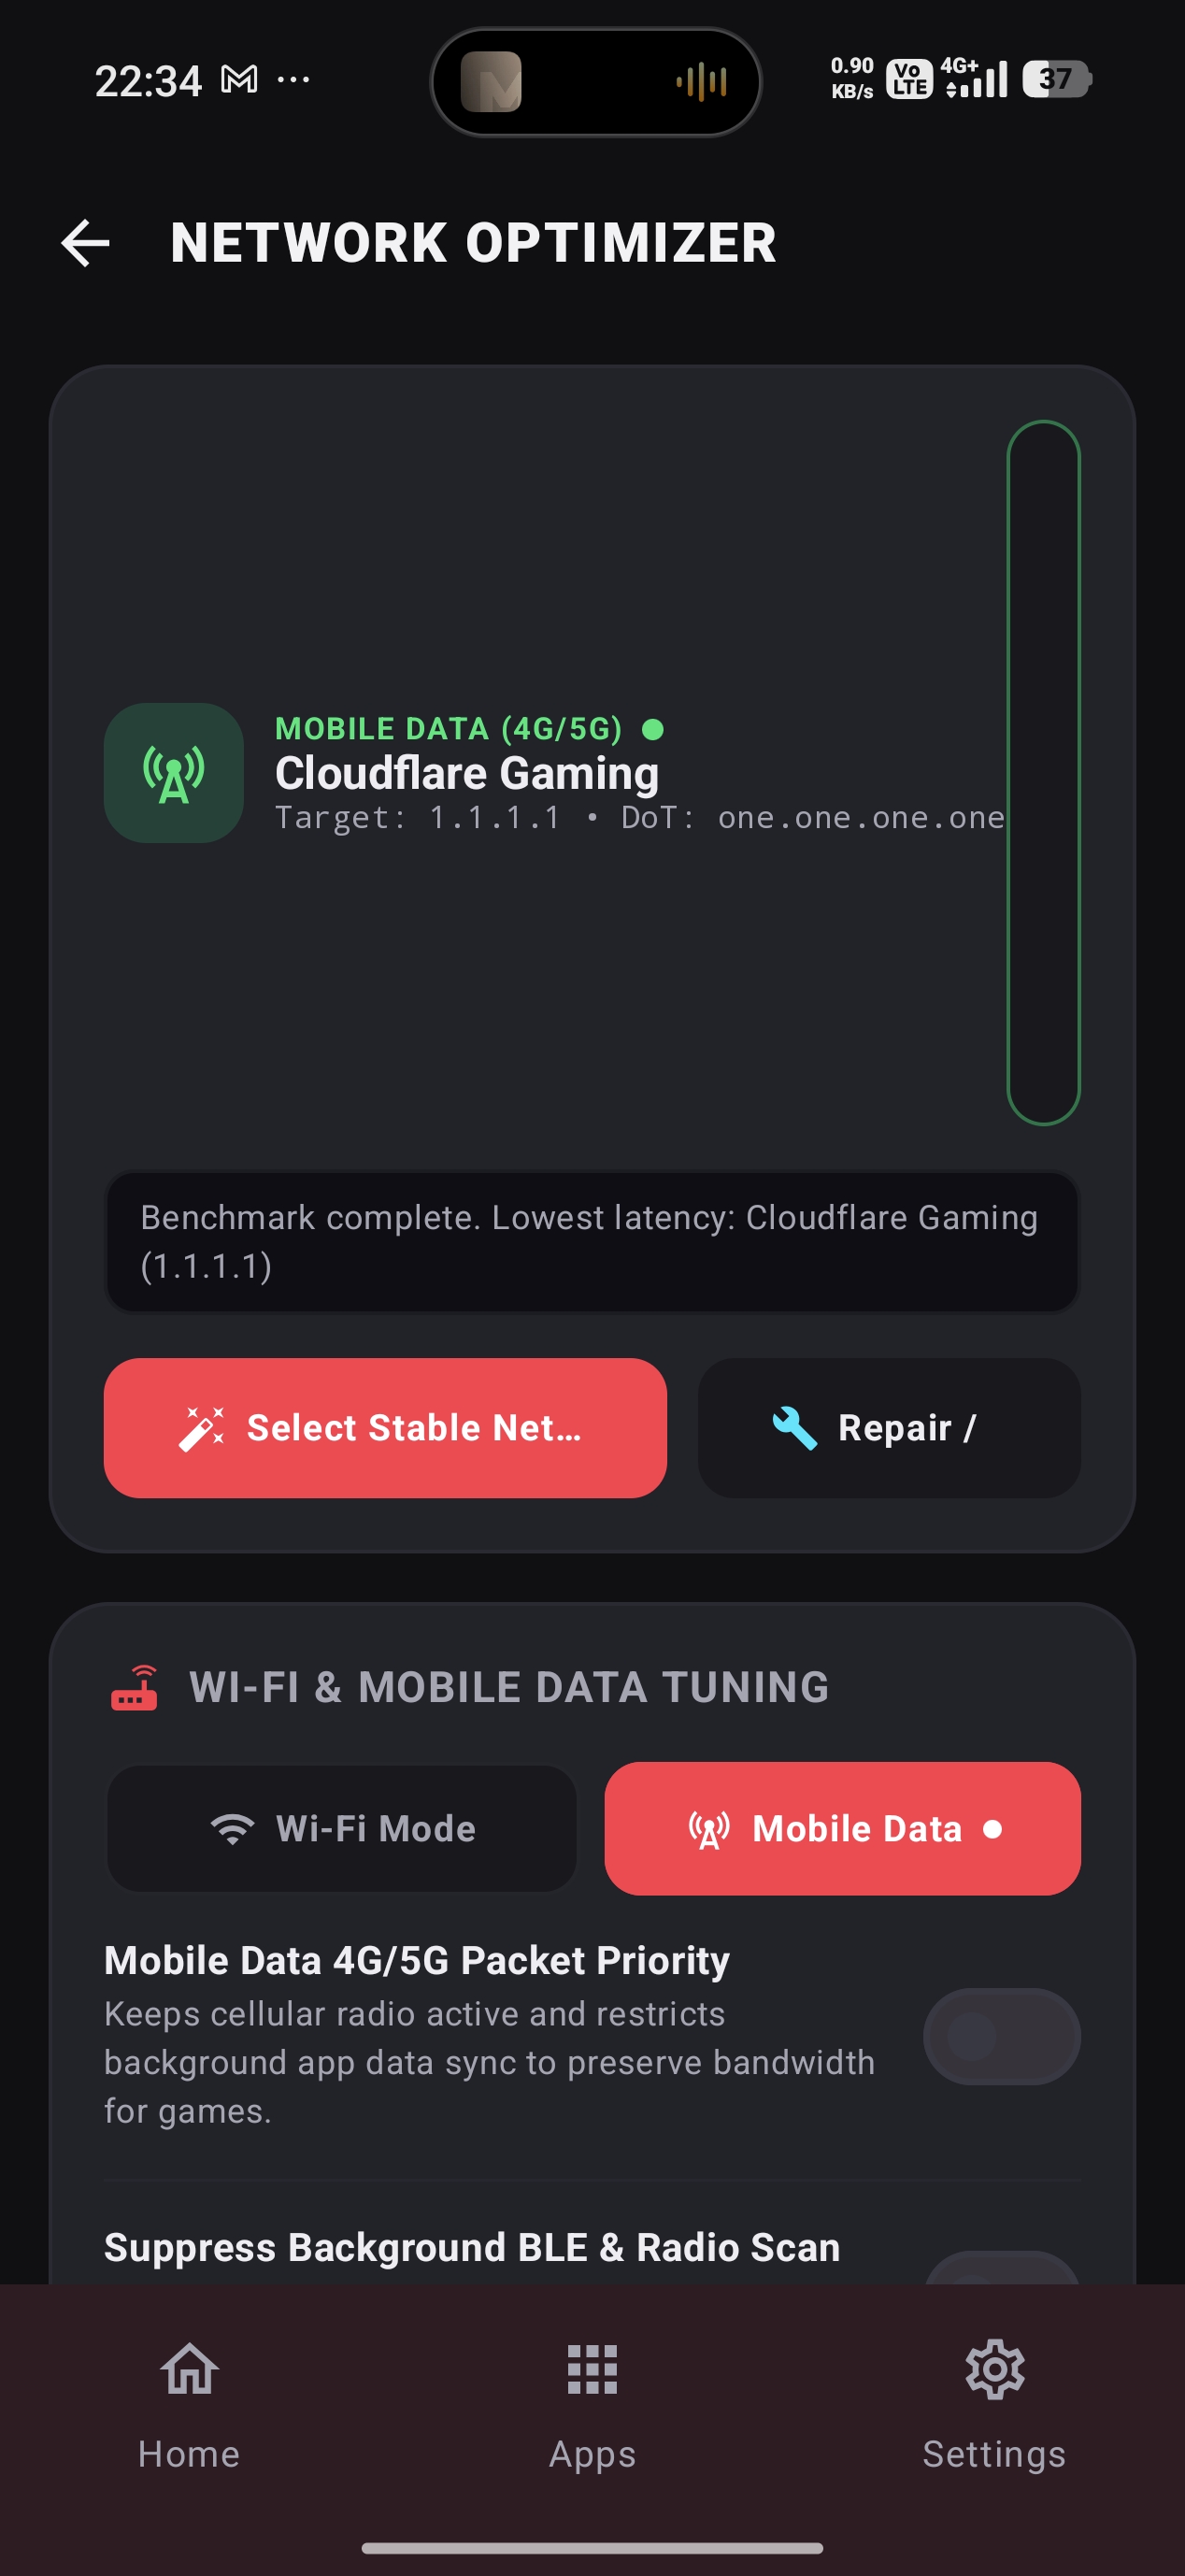 22:34
0.90
KB/s
Vo
LTE
4G+
37
NETWORK OPTIMIZER
MOBILE DATA (4G/5G)
Cloudflare Gaming
Target: 1.1.1.1 • DoT: one.one.one.one
Benchmark complete. Lowest latency: Cloudflare Gaming
(1.1.1.1)
Select Stable Net…
Repair /
WI-FI & MOBILE DATA TUNING
Wi-Fi Mode
Mobile Data
Mobile Data 4G/5G Packet Priority
Keeps cellular radio active and restricts
background app data sync to preserve bandwidth
for games.
Suppress Background BLE & Radio Scan
Home
Apps
Settings